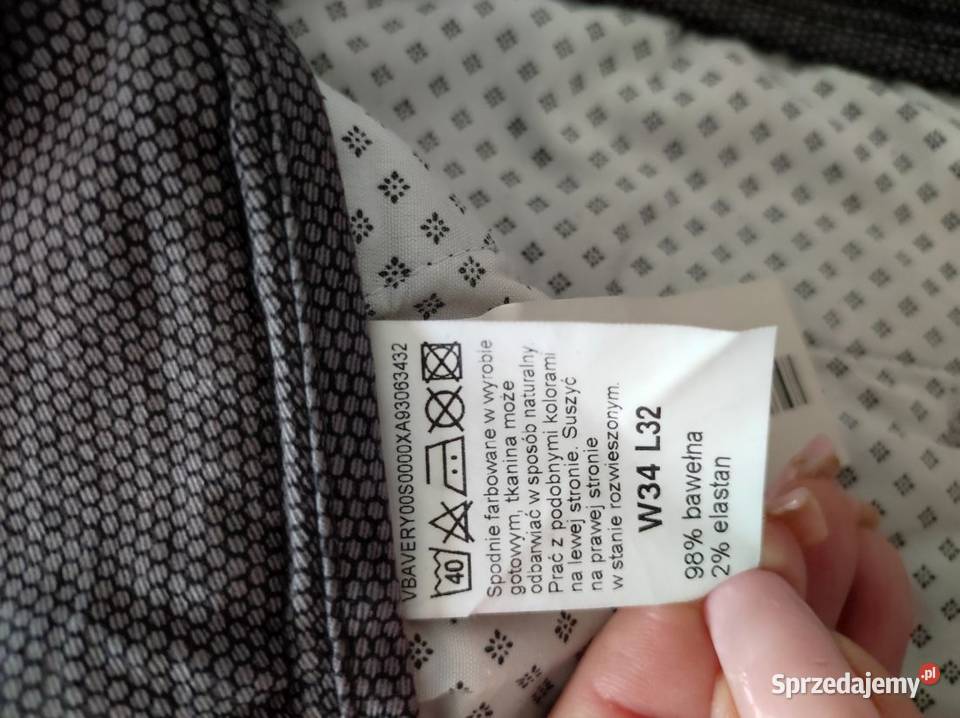 VBAVERY00S0000XA93063432
40
Spodnie farbowane w wyrobie
gotowym, tkanina może
odbarwiać w sposób naturalny.
Prać z podobnymi kolorami
na lewej stronie. Suszyć
na prawej stronie
w stanie rozwieszonym.
W34 L32
98% bawełna
2% elastan
Sprzedajemy.pl